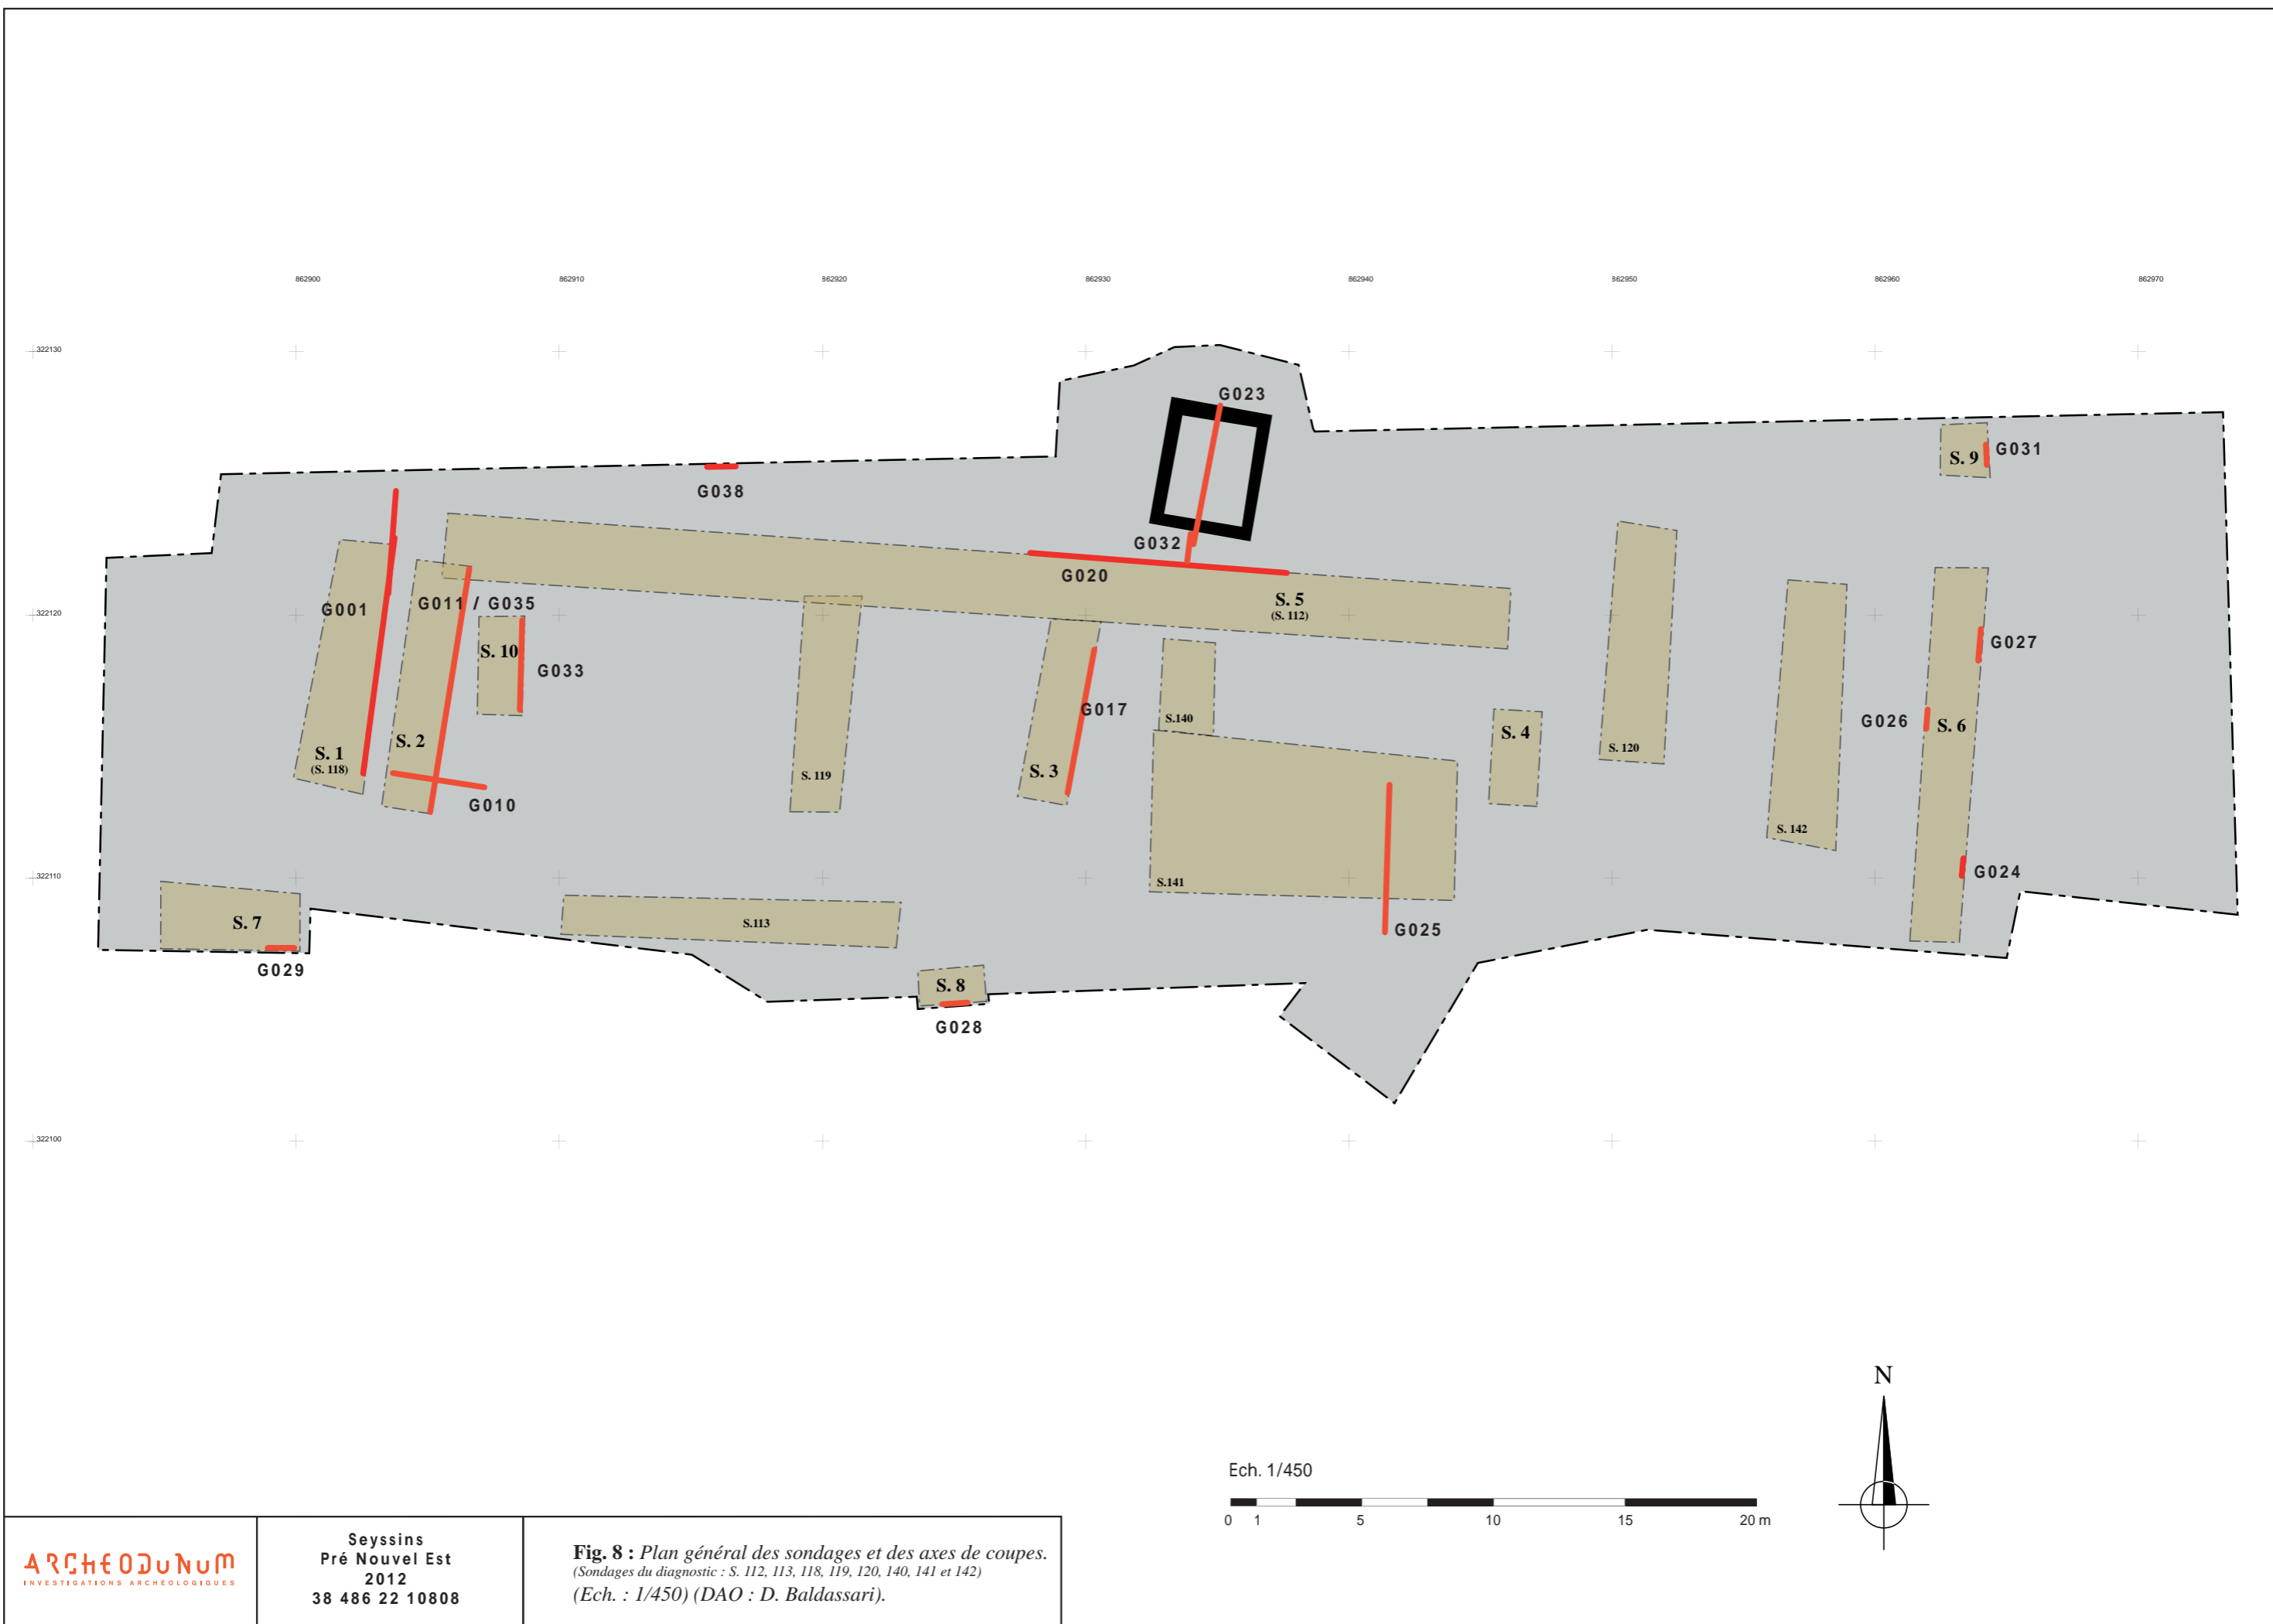 862900 862910 862920 862930 862940 862950 862960 862970
322130
G023
G031
S. 9
G038
G032
G020
S. 5
(S. 112)
322120
G001
G011 / G035
S. 10
G033
G027
G017
S.140
G026
S. 6
S. 4
S. 120
S. 1
(S. 118)
S. 2
S. 3
S. 119
G010
S. 142
322110
S.141
G024
S. 7
S.113
G025
G029
S. 8
G028
322100
N
Ech. 1/450
0 1 5 10 15 20 m
ARCHEODUNUM
INVESTIGATIONS ARCHÉOLOGIQUES
Seyssins
Pré Nouvel Est
2012
38 486 22 10808
Fig. 8 : Plan général des sondages et des axes de coupes.
(Sondages du diagnostic : S. 112, 113, 118, 119, 120, 140, 141 et 142)
(Ech. : 1/450) (DAO : D. Baldassari).